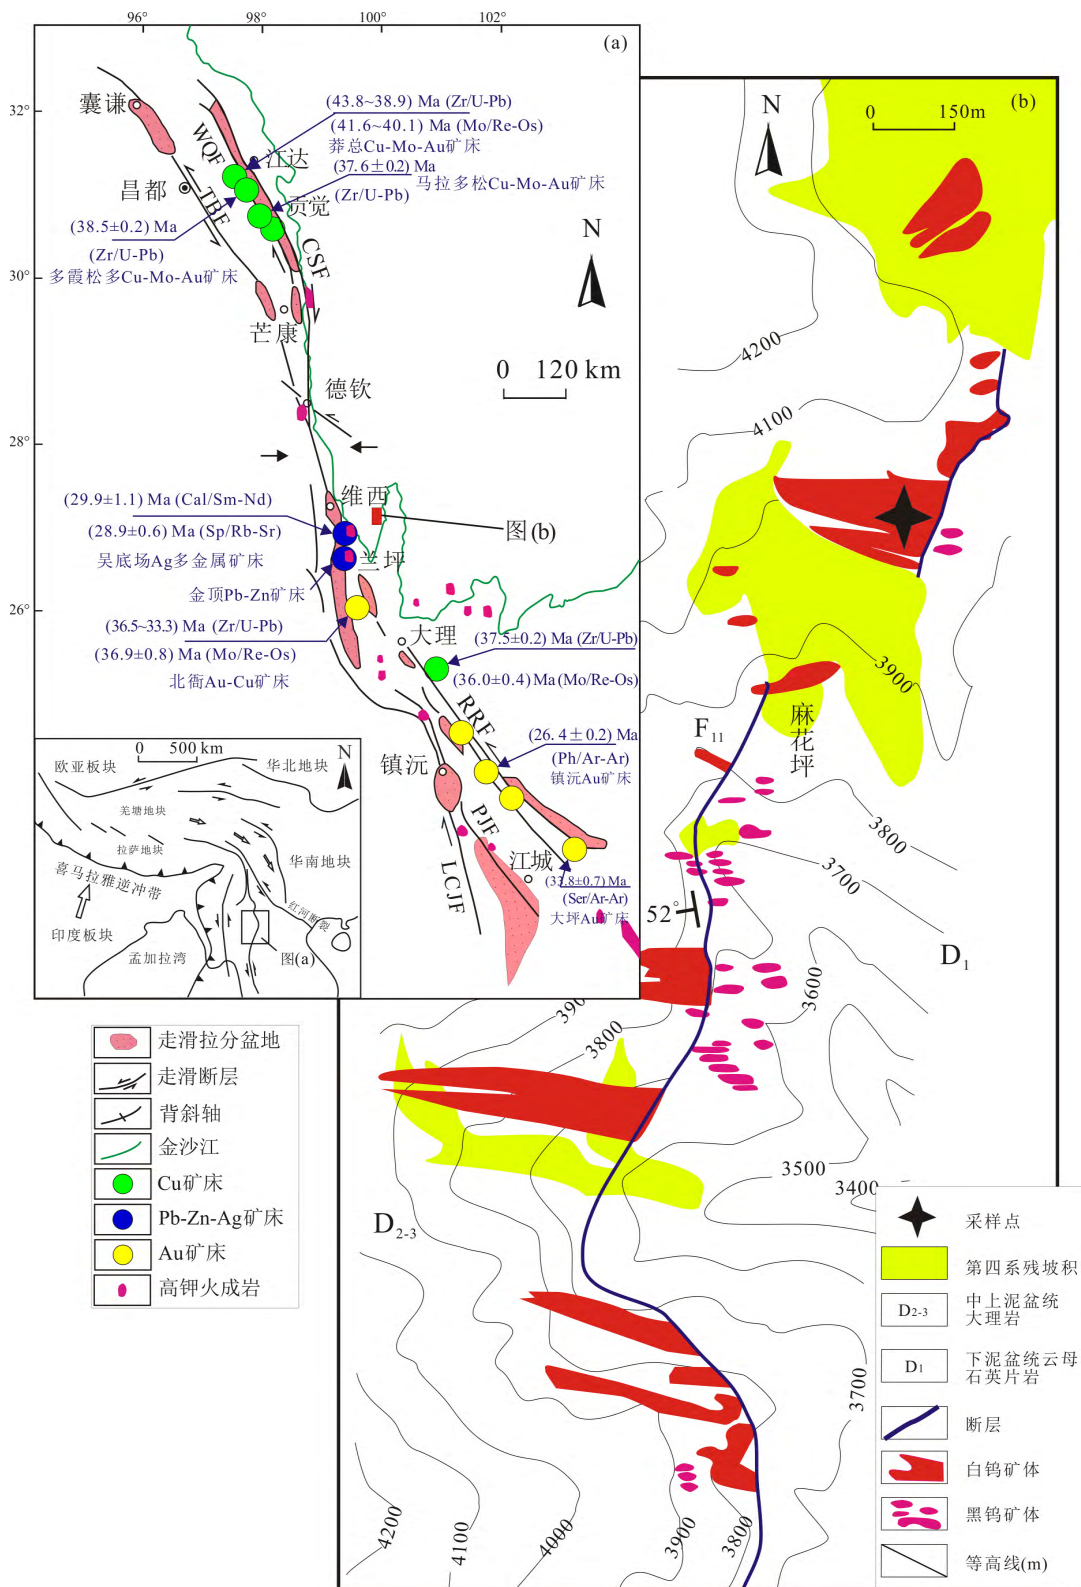 96°
98°
100°
102°
(a)
32°
30°
28°
26°
囊谦
WQF
江达
昌都
TBF
贡觉
CSF
芒康
德钦
(43.8~38.9) Ma (Zr/U-Pb)
(41.6~40.1) Ma (Mo/Re-Os)
莽总Cu-Mo-Au矿床
(37.6±0.2) Ma
(Zr/U-Pb)
马拉多松Cu-Mo-Au矿床
(38.5±0.2) Ma
(Zr/U-Pb)
多霞松多Cu-Mo-Au矿床
N
0 120 km
维西
(29.9±1.1) Ma (Cal/Sm-Nd)
(28.9±0.6) Ma (Sp/Rb-Sr)
吴底场Ag多金属矿床
图(b)
兰坪
金顶Pb-Zn矿床
(36.5~33.3) Ma (Zr/U-Pb)
(36.9±0.8) Ma (Mo/Re-Os)
北衙Au-Cu矿床
大理
(37.5±0.2) Ma (Zr/U-Pb)
(36.0±0.4) Ma (Mo/Re-Os)
RRF
(26.4±0.2) Ma
(Ph/Ar-Ar)
镇沅Au矿床
镇沅
PJF
江城
LCJF
(33.8±0.7) Ma
(Ser/Ar-Ar)
大坪Au矿床
0 500 km
N
欧亚板块
华北地块
羌塘地块
拉萨地块
华南地块
喜马拉雅逆冲带
印度板块
红河断裂
孟加拉湾
图(a)
走滑拉分盆地
走滑断层
背斜轴
金沙江
Cu矿床
Pb-Zn-Ag矿床
Au矿床
高钾火成岩
(b)
N
0 150m
4200
4100
3900
麻花坪
F11
3800
3700
52°
D1
3600
390
3800
3500
3400
D2-3
3700
4200
4100
4000
3900
3800
采样点
第四系残坡积
D2-3
中上泥盆统
大理岩
D1
下泥盆统云母
石英片岩
断层
白钨矿体
黑钨矿体
等高线(m)